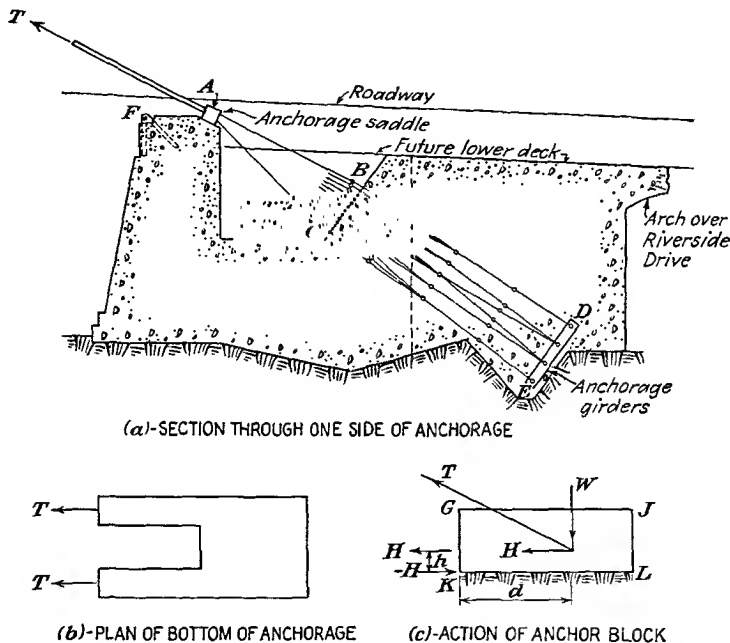 T
A
Roadway
F
Anchorage saddle
Future lower deck
B
C
Arch over
Riverside
Drive
D
E
Anchorage
girders
(a)-SECTION THROUGH ONE SIDE OF ANCHORAGE
T
T
(b)-PLAN OF BOTTOM OF ANCHORAGE
T
W
G
J
H
H
h
-H
K
L
d
(c)-ACTION OF ANCHOR BLOCK